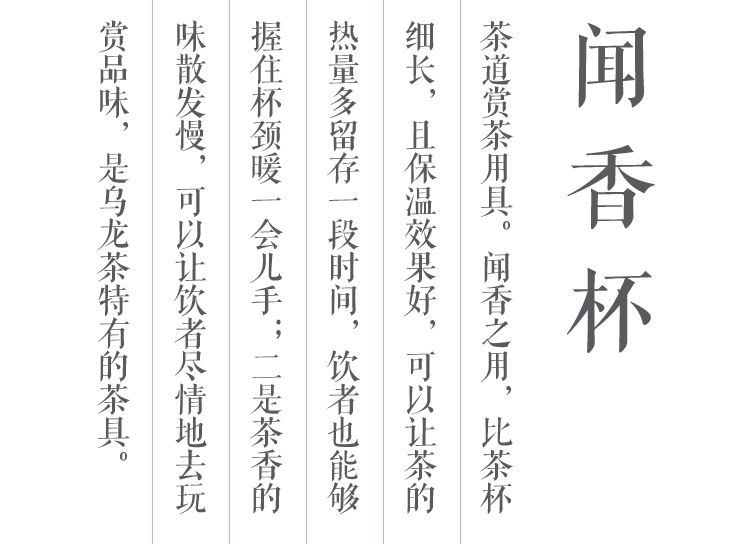 闻香杯
茶道赏茶用具。闻香之用，比茶杯
细长，且保温效果好，可以让茶的
热量多留存一段时间，饮者也能够
握住杯颈暖一会儿手；二是茶香的
味散发慢，可以让饮者尽情地去玩
赏品味，是乌龙茶特有的茶具。